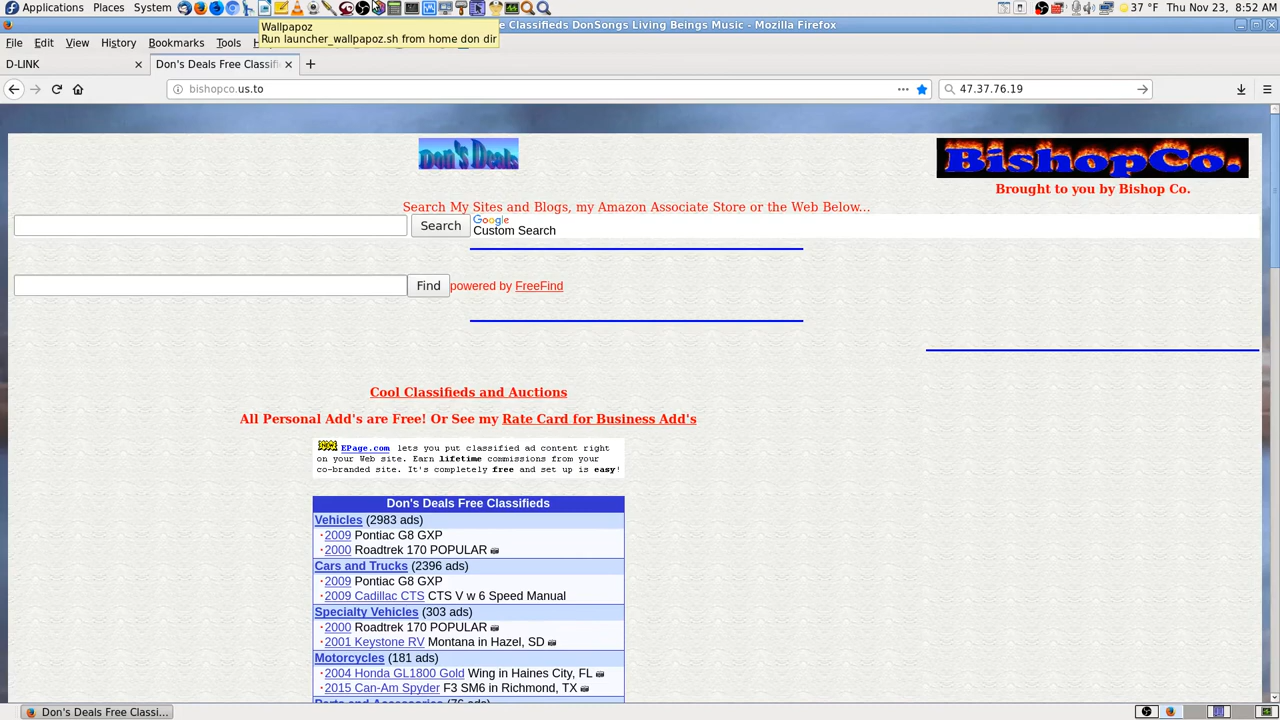 Applications Places System 37 °F Thu Nov 23, 8:52 AM
e Classifieds DonSongs Living Beings Music - Mozilla Firefox
Wallpapoz
Run launcher_wallpapoz.sh from home don dir
File Edit View History Bookmarks Tools H
D-LINK Don's Deals Free Classifi
bishopco.us.to 47.37.76.19
Don's Deals
BishopCo.
Brought to you by Bishop Co.
Search My Sites and Blogs, my Amazon Associate Store or the Web Below...
Search Google
Custom Search
Find powered by FreeFind
Cool Classifieds and Auctions
All Personal Add's are Free! Or See my Rate Card for Business Add's
EPage.com lets you put classified ad content right
on your Web site. Earn lifetime commissions from your
co-branded site. It's completely free and set up is easy!
Don's Deals Free Classifieds
Vehicles (2983 ads)
2009 Pontiac G8 GXP
2000 Roadtrek 170 POPULAR
Cars and Trucks (2396 ads)
2009 Pontiac G8 GXP
2009 Cadillac CTS CTS V w 6 Speed Manual
Specialty Vehicles (303 ads)
2000 Roadtrek 170 POPULAR
2001 Keystone RV Montana in Hazel, SD
Motorcycles (181 ads)
2004 Honda GL1800 Gold Wing in Haines City, FL
2015 Can-Am Spyder F3 SM6 in Richmond, TX
Parts and Accessories (76 ads)
Don's Deals Free Classi...